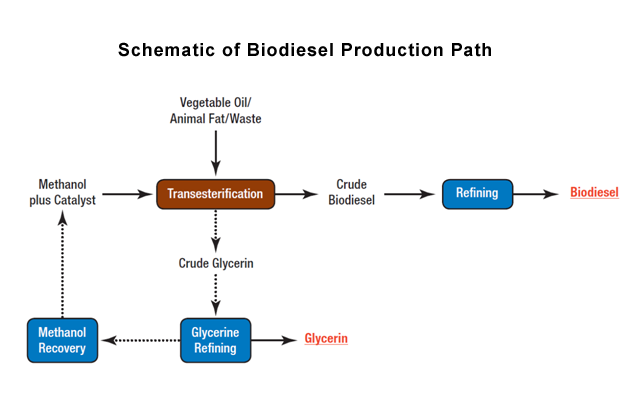 Schematic of Biodiesel Production Path
Vegetable Oil/
Animal Fat/Waste
Methanol
plus Catalyst
Transesterification
Crude
Biodiesel
Refining
Biodiesel
Crude Glycerin
Methanol
Recovery
Glycerine
Refining
Glycerin